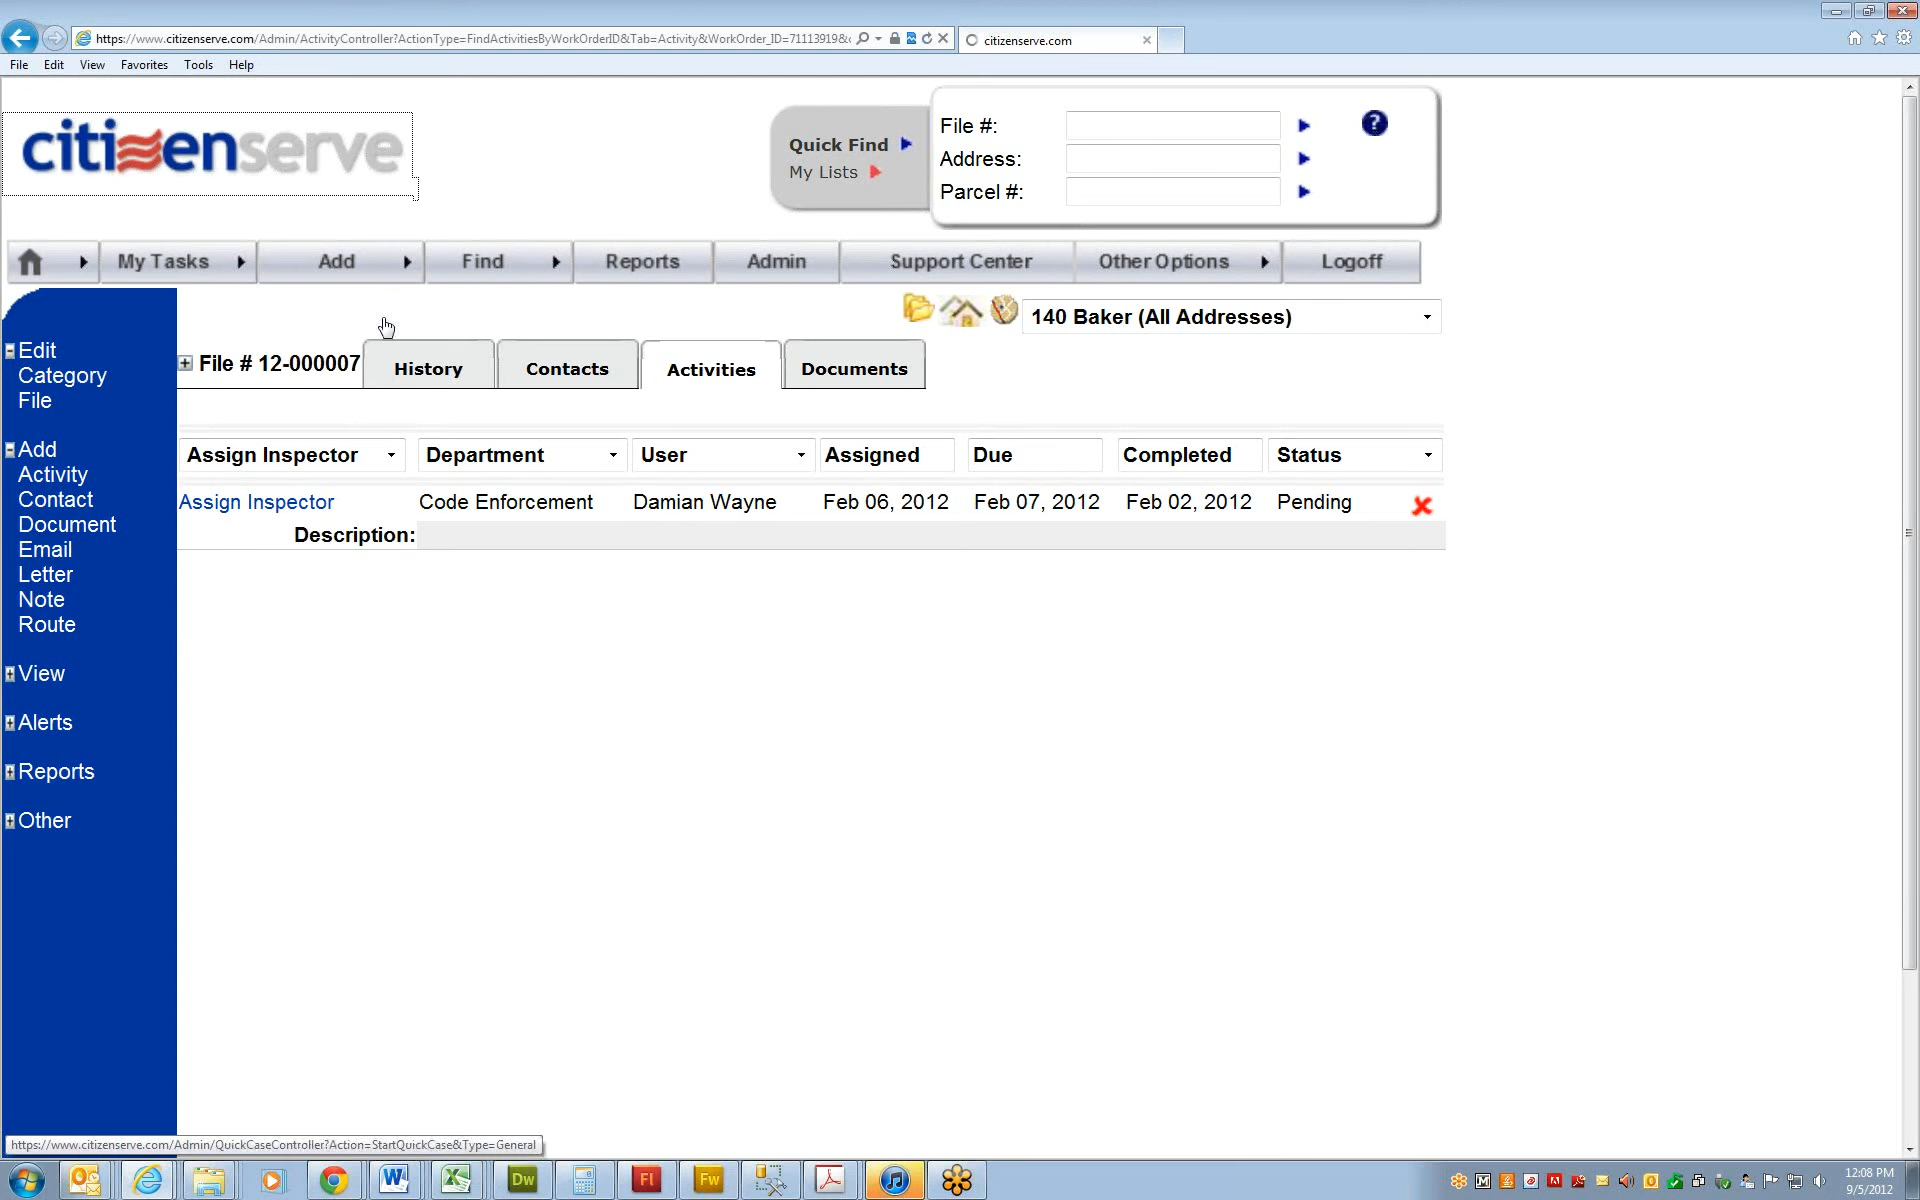 https://www.citizenserve.com/Admin/ActivityController?ActionType=FindActivitiesByWorkOrderID&Tab=Activity&WorkOrder_ID=71113919&
citizenserve.com
File Edit View Favorites Tools Help
citizenserve
Quick Find
My Lists
File #:
Address:
Parcel #:
?
My Tasks Add Find Reports Admin Support Center Other Options Logoff
140 Baker (All Addresses)
File # 12-000007 History Contacts Activities Documents
Edit
Category
File
Add
Activity
Contact
Document
Email
Letter
Note
Route
View
Alerts
Reports
Other
Assign Inspector Department User Assigned Due Completed Status
Assign Inspector Code Enforcement Damian Wayne Feb 06, 2012 Feb 07, 2012 Feb 02, 2012 Pending
Description:
https://www.citizenserve.com/Admin/QuickCaseController?Action=StartQuickCase&Type=General
Dw
Fl
Fw
12:08 PM
9/5/2012